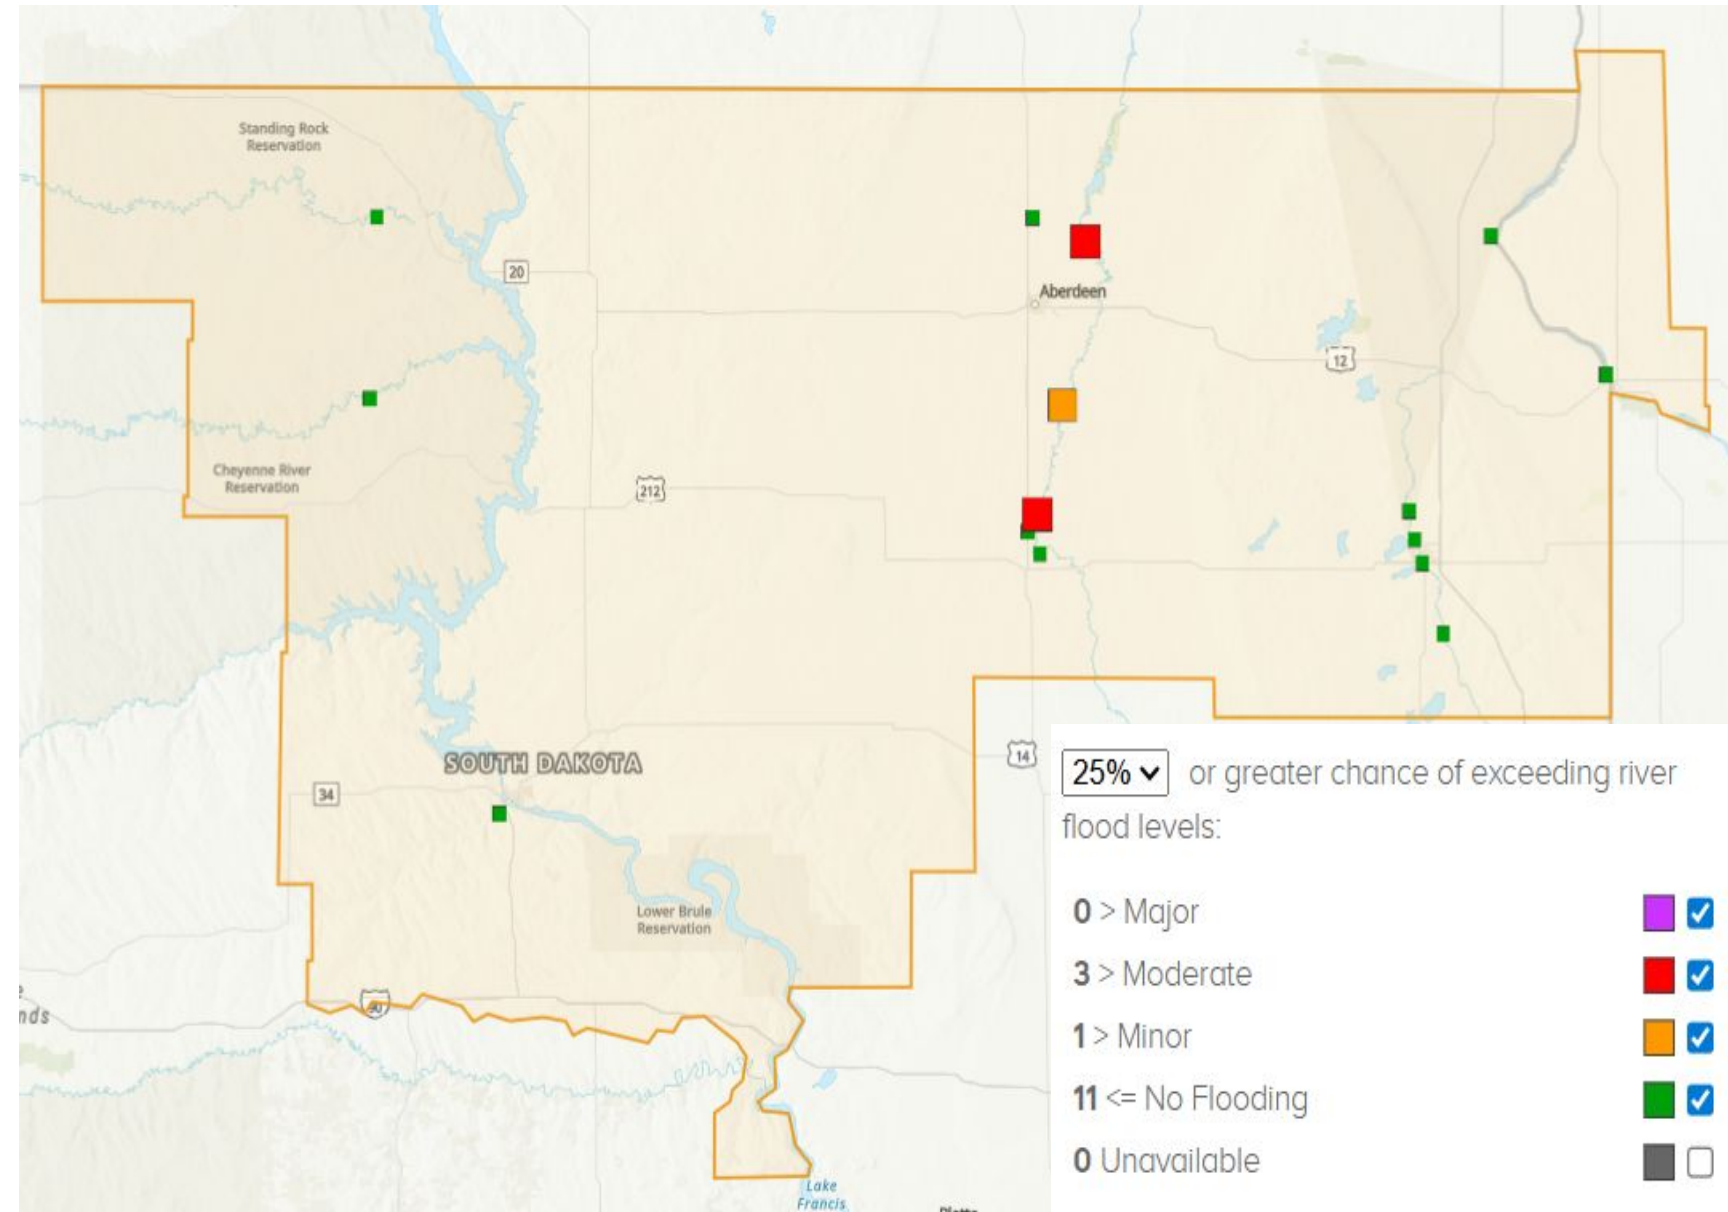 Standing Rock
Reservation
20
Aberdeen
12
Cheyenne River
Reservation
212
SOUTH DAKOTA
14
34
Lower Brule
Reservation
90
nds
Lake
Francis
25% or greater chance of exceeding river
flood levels:
0 > Major
3 > Moderate
1 > Minor
11 <= No Flooding
0 Unavailable